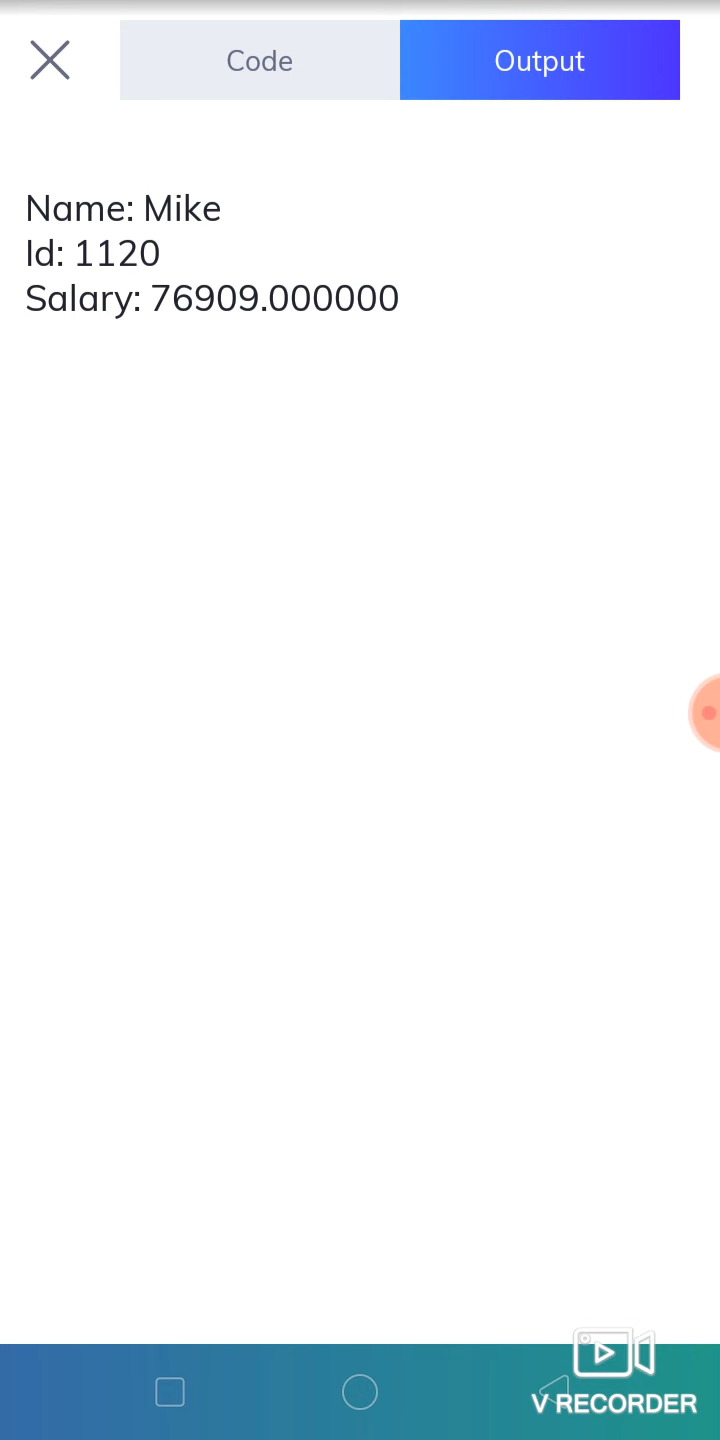 Code
Output
Name: Mike
Id: 1120
Salary: 76909.000000
V RECORDER